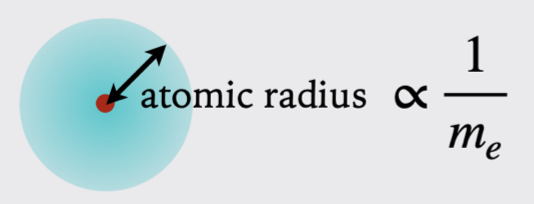 atomic radius ∝ 1/mₑ